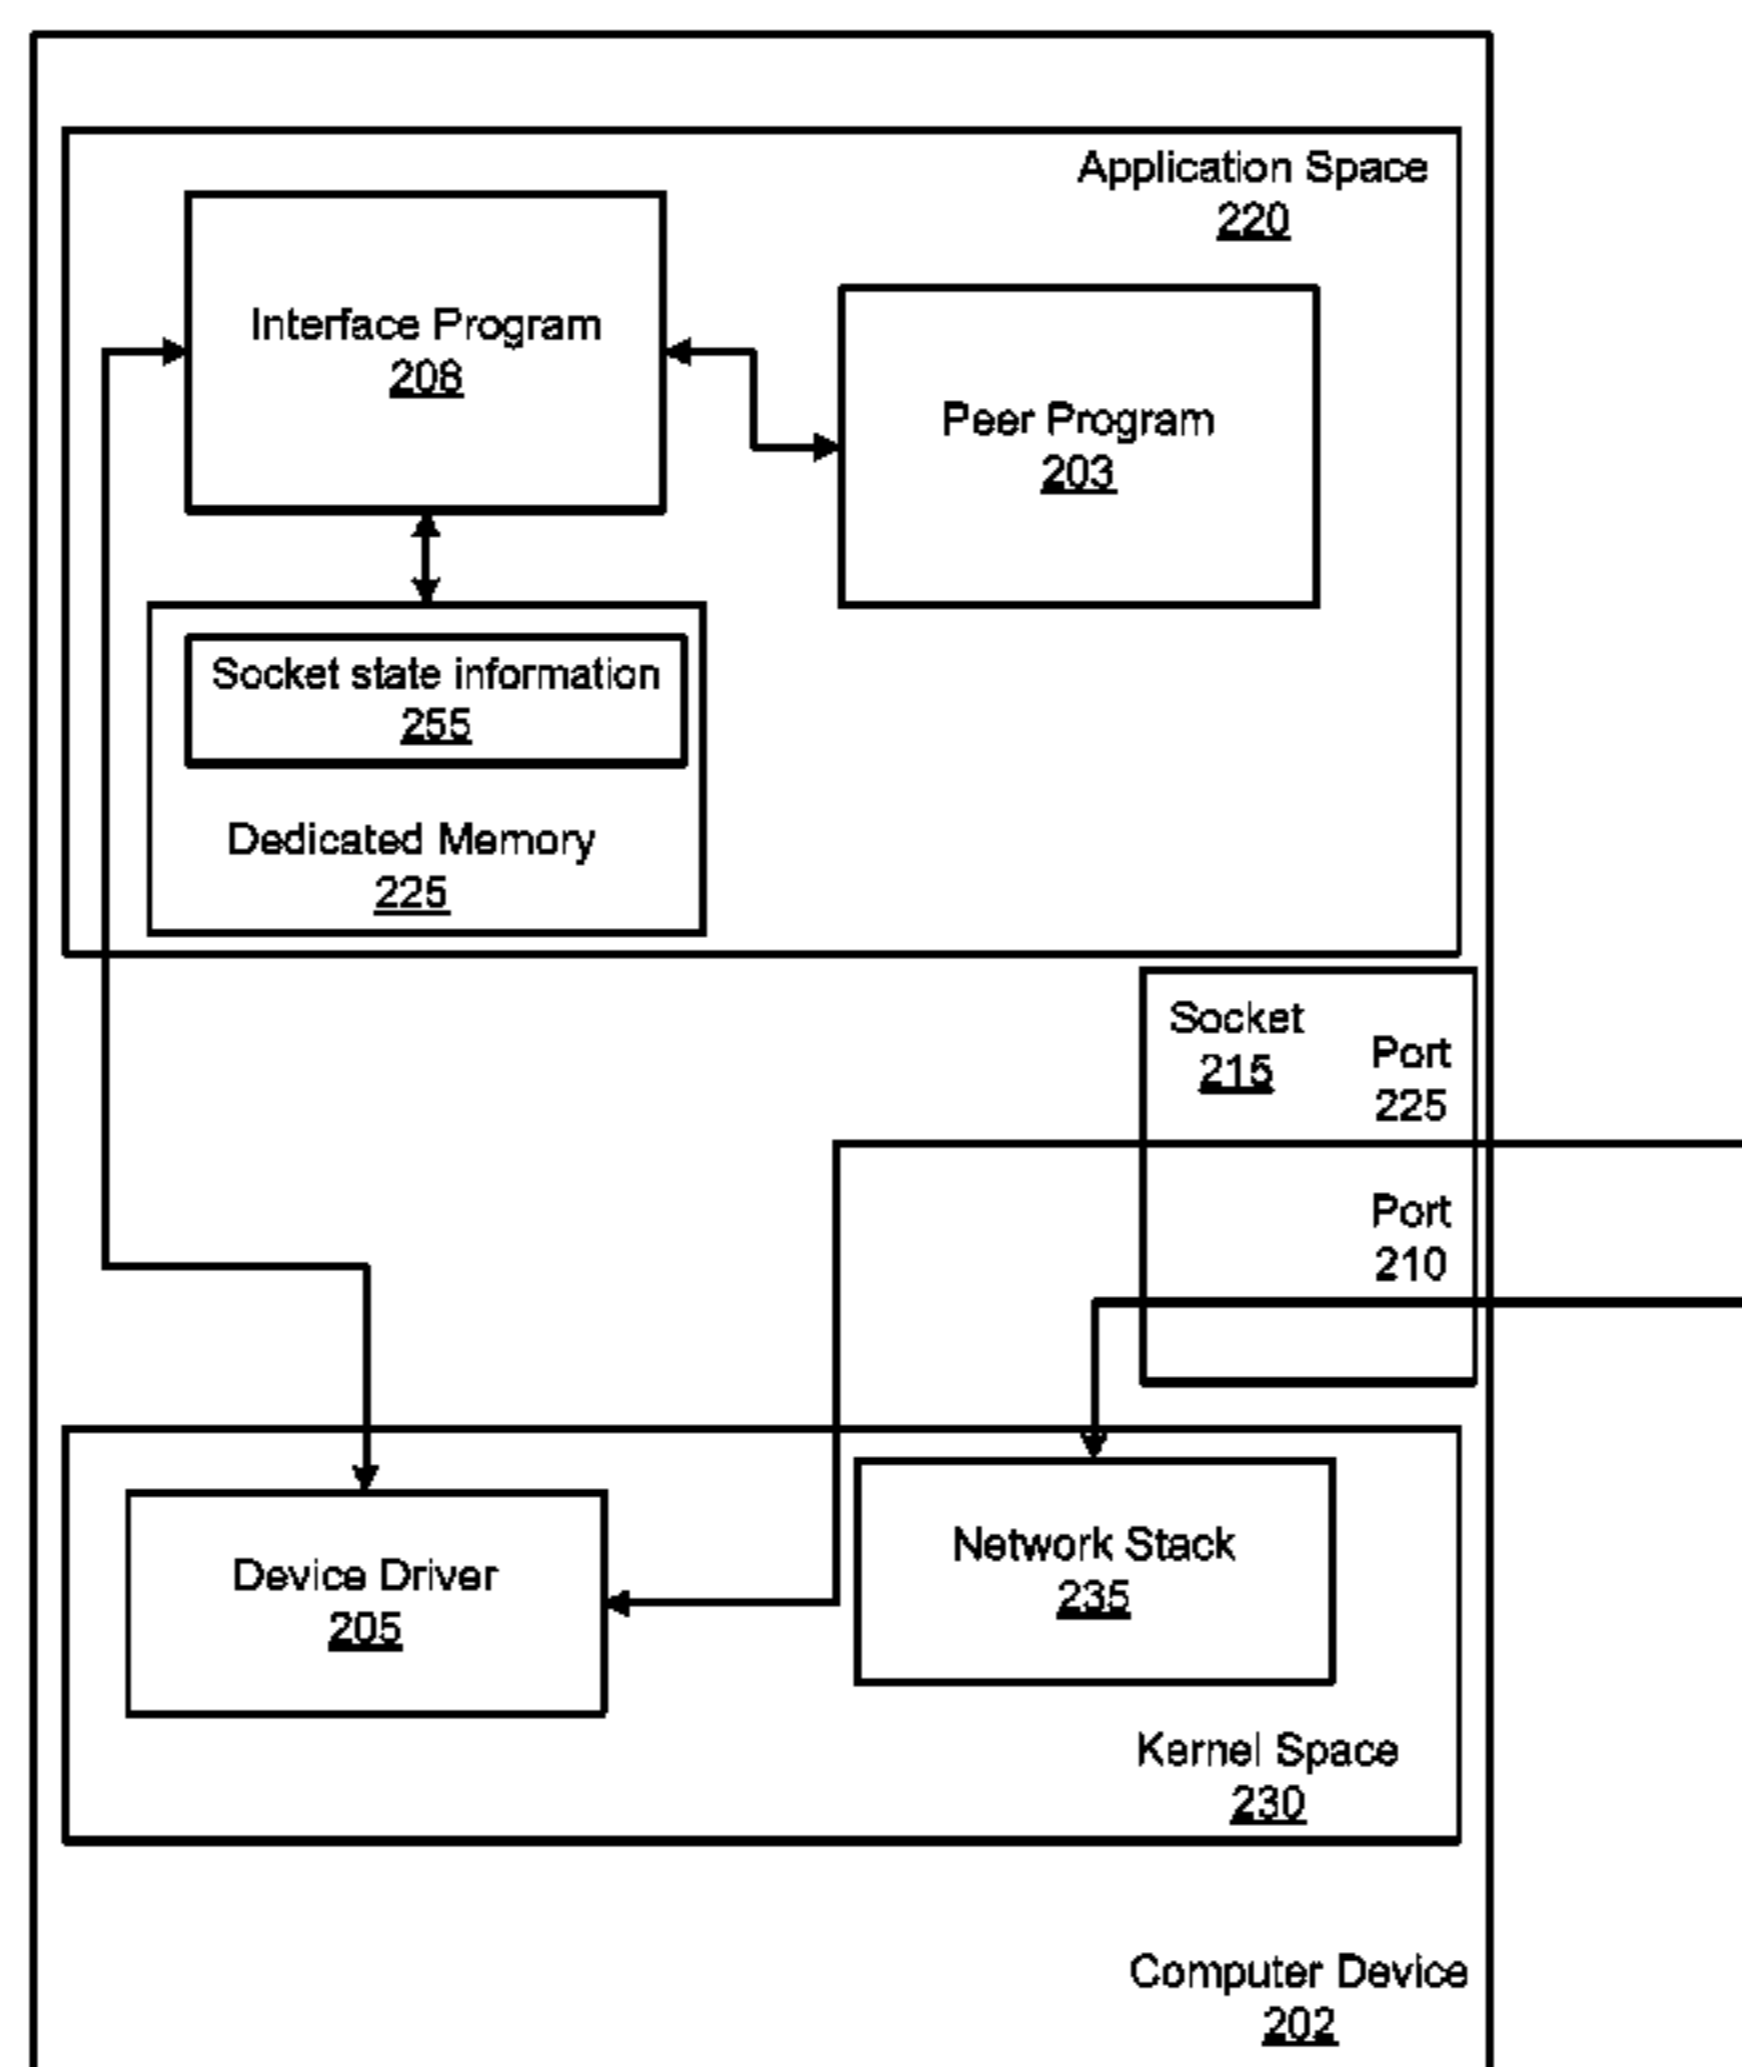 Application Space
220
Interface Program
208
Peer Program
203
Socket state information
255
Dedicated Memory
225
Socket
215
Port
225
Port
210
Network Stack
235
Device Driver
205
Kernel Space
230
Computer Device
202